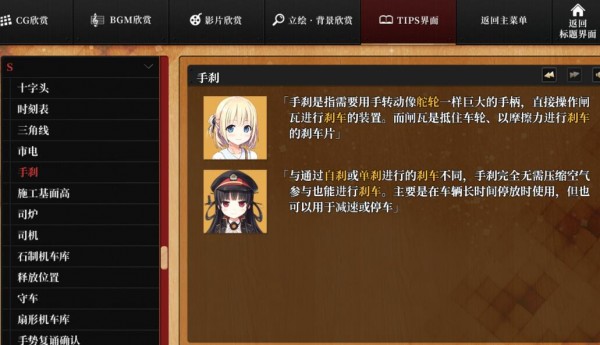 CG欣赏
BGM欣赏
影片欣赏
立绘·背景欣赏
TIPS界面
返回主菜单
返回
标题界面
S
十字头
时刻表
三角线
市电
手刹
施工基面高
司炉
司机
石制机车库
释放位置
守车
扇形机车库
手势复诵确认
手刹
「手刹是指需要用手转动像舵轮一样巨大的手柄，直接操作闸
瓦进行刹车的装置。而闸瓦是抵住车轮、以摩擦力进行刹车
的刹车片」
「与通过自刹或单刹进行的刹车不同，手刹完全无需压缩空气
参与也能进行刹车。主要是在车辆长时间停放时使用，但也
可以用于减速或停车」